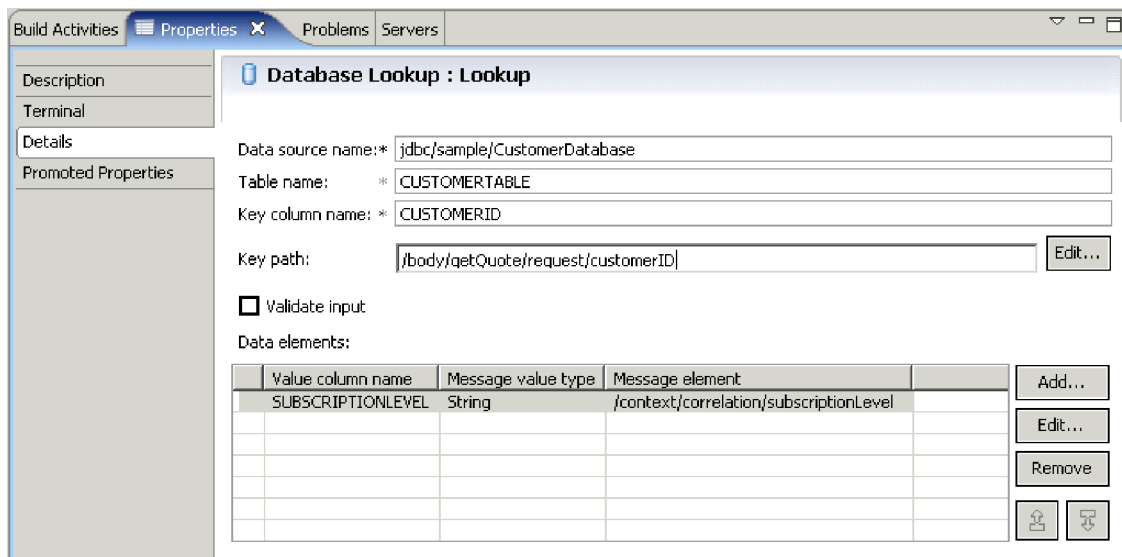 Build Activities Properties Problems Servers
Description
Terminal
Details
Promoted Properties
Database Lookup : Lookup
Data source name:* jdbc/sample/CustomerDatabase
Table name: * CUSTOMERTABLE
Key column name: * CUSTOMERID
Key path: /body/getQuote/request/customerID Edit...
Validate input
Data elements:
Value column name Message value type Message element
SUBSCRIPTIONLEVEL String /context/correlation/subscriptionLevel
Add...
Edit...
Remove